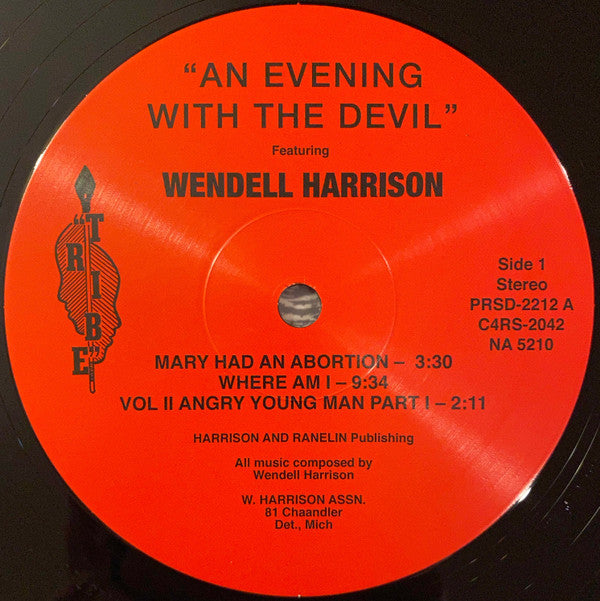 “AN EVENING
WITH THE DEVIL”
Featuring
WENDELL HARRISON
“TRIBE”
Side 1
Stereo
PRSD-2212 A
C4RS-2042
NA 5210
MARY HAD AN ABORTION – 3:30
WHERE AM I – 9:34
VOL II ANGRY YOUNG MAN PART I – 2:11
HARRISON AND RANELIN Publishing
All music composed by
Wendell Harrison
W. HARRISON ASSN.
81 Chaandler
Det., Mich